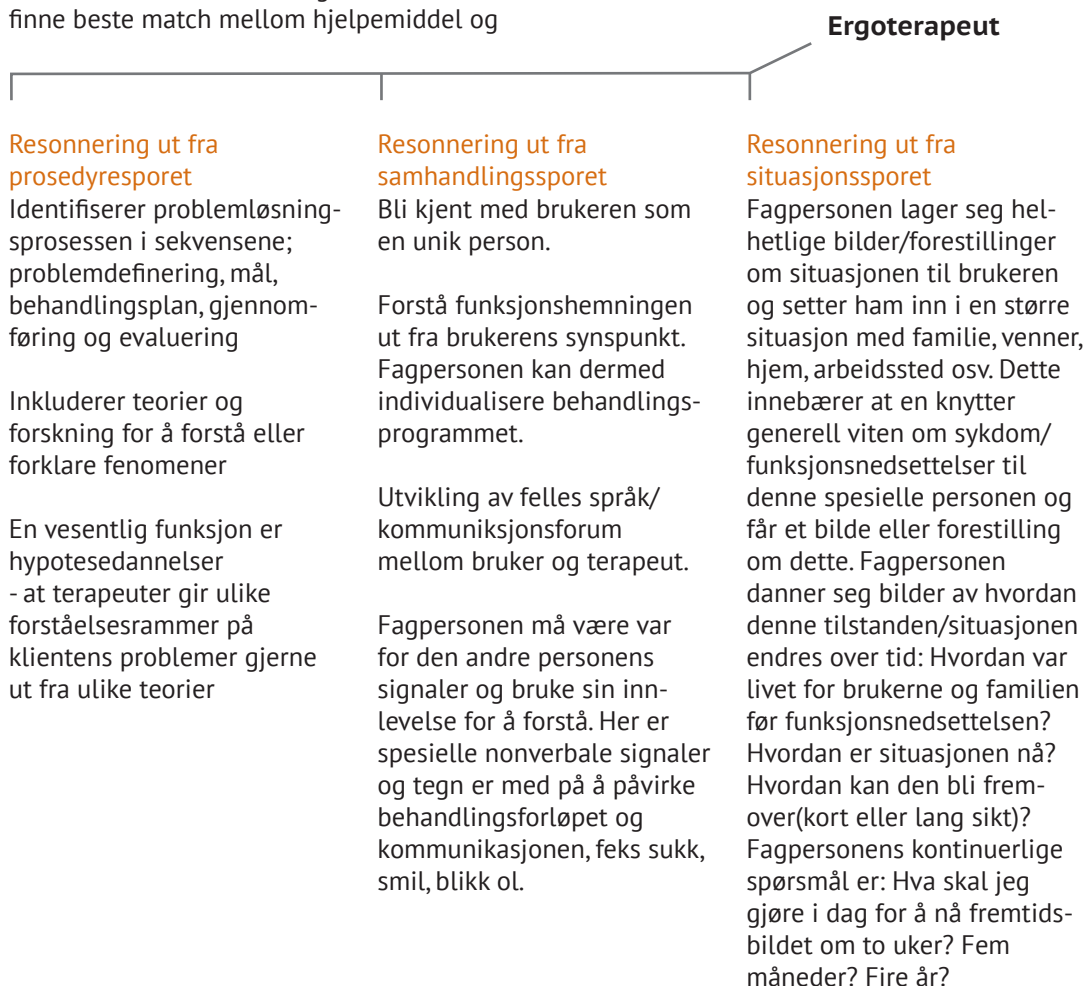 finne beste match mellom hjelpemiddel og
Ergoterapeut
Resonnering ut fra
prosedyresporet
Identifiserer problemløsning-
sprosessen i sekvensene;
problemdefinering, mål,
behandlingsplan, gjennom-
føring og evaluering
Inkluderer teorier og
forskning for å forstå eller
forklare fenomener
En vesentlig funksjon er
hypotesedannelser
- at terapeuter gir ulike
forståelsesrammer på
klientens problemer gjerne
ut fra ulike teorier
Resonnering ut fra
samhandlingssporet
Bli kjent med brukeren som
en unik person.
Forstå funksjonshemningen
ut fra brukerens synspunkt.
Fagpersonen kan dermed
individualisere behandlings-
programmet.
Utvikling av felles språk/
kommuniksjonsforum
mellom bruker og terapeut.
Fagpersonen må være var
for den andre personens
signaler og bruke sin inn-
levelse for å forstå. Her er
spesielle nonverbale signaler
og tegn er med på å påvirke
behandlingsforløpet og
kommunikasjonen, feks sukk,
smil, blikk ol.
Resonnering ut fra
situasjonssporet
Fagpersonen lager seg hel-
hetlige bilder/forestillinger
om situasjonen til brukeren
og setter ham inn i en større
situasjon med familie, venner,
hjem, arbeidssted osv. Dette
innebærer at en knytter
generell viten om sykdom/
funksjonsnedsettelser til
denne spesielle personen og
får et bilde eller forestilling
om dette. Fagpersonen
danner seg bilder av hvordan
denne tilstanden/situasjonen
endres over tid: Hvordan var
livet for brukerne og familien
før funksjonsnedsettelsen?
Hvordan er situasjonen nå?
Hvordan kan den bli frem-
over(kort eller lang sikt)?
Fagpersonens kontinuerlige
spørsmål er: Hva skal jeg
gjøre i dag for å nå fremtids-
bildet om to uker? Fem
måneder? Fire år?